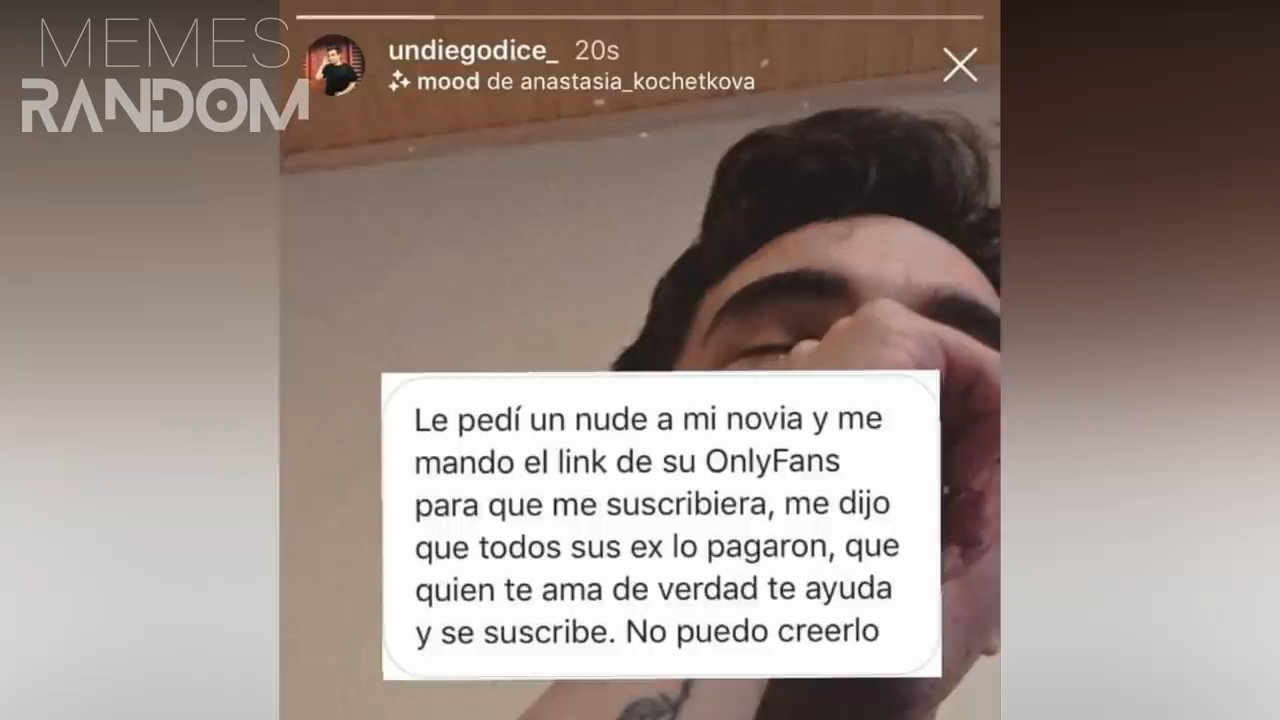 MEMES
RANDOM
undiegodice_ 20s
mood de anastasia_kochetkova
Le pedí un nude a mi novia y me
mando el link de su OnlyFans
para que me suscribiera, me dijo
que todos sus ex lo pagaron, que
quien te ama de verdad te ayuda
y se suscribe. No puedo creerlo